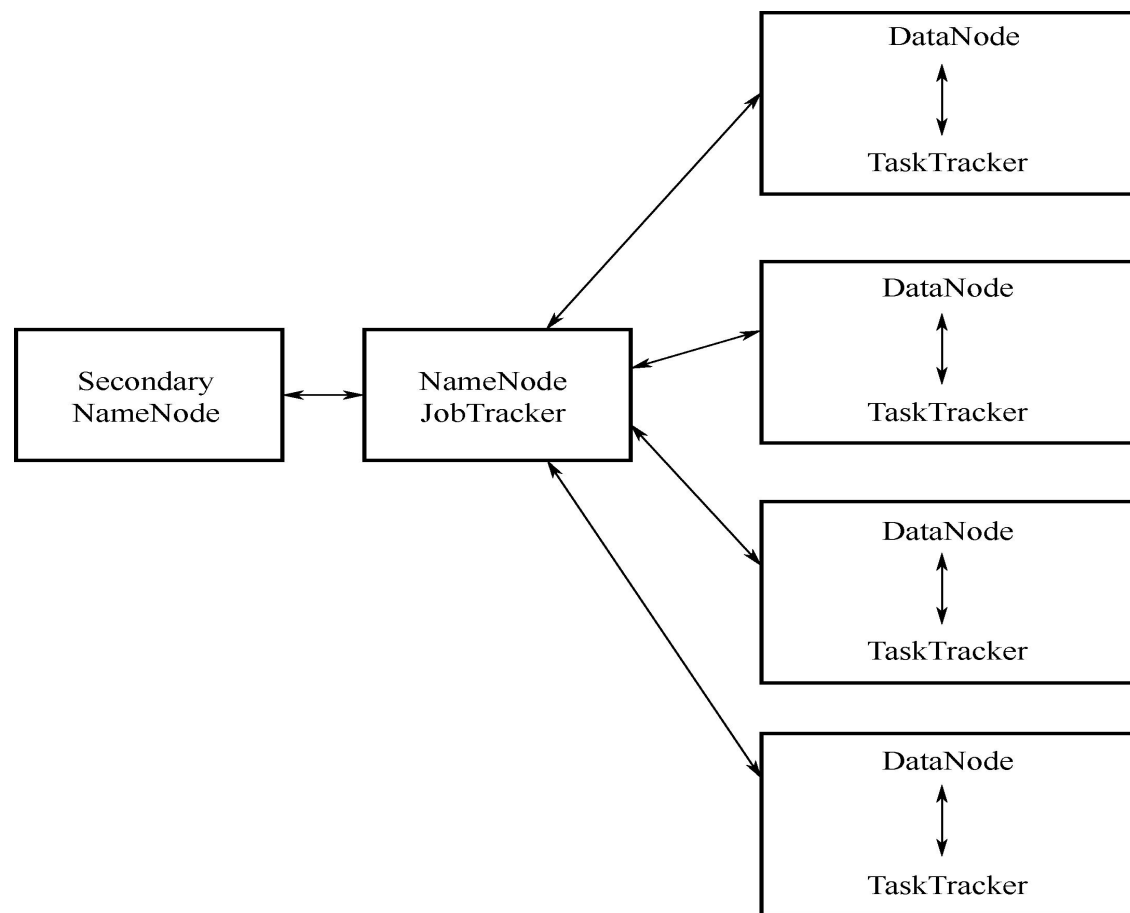 Secondary
NameNode
NameNode
JobTracker
DataNode
TaskTracker
DataNode
TaskTracker
DataNode
TaskTracker
DataNode
TaskTracker